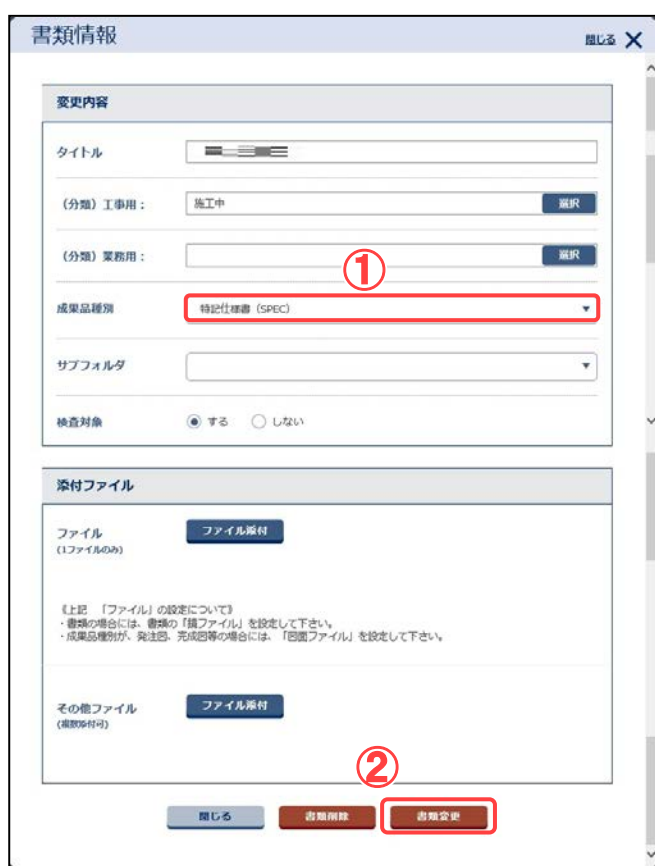 書類情報
閉じる
変更内容
タイトル
（分類）工事用：
施工中
選択
（分類）業務用：
選択
①
成果品種別
特記仕様書（SPEC）
サブフォルダ
検査対象
する
しない
添付ファイル
ファイル
ファイル添付
(1ファイルのみ)
《上記 「ファイル」の設定について》
・書類の場合には、書類の「鏡ファイル」を設定して下さい。
・成果品種別が、発注図、完成図等の場合には、「図面ファイル」を設定して下さい。
その他ファイル
ファイル添付
(複数添付可)
②
閉じる
書類削除
書類変更